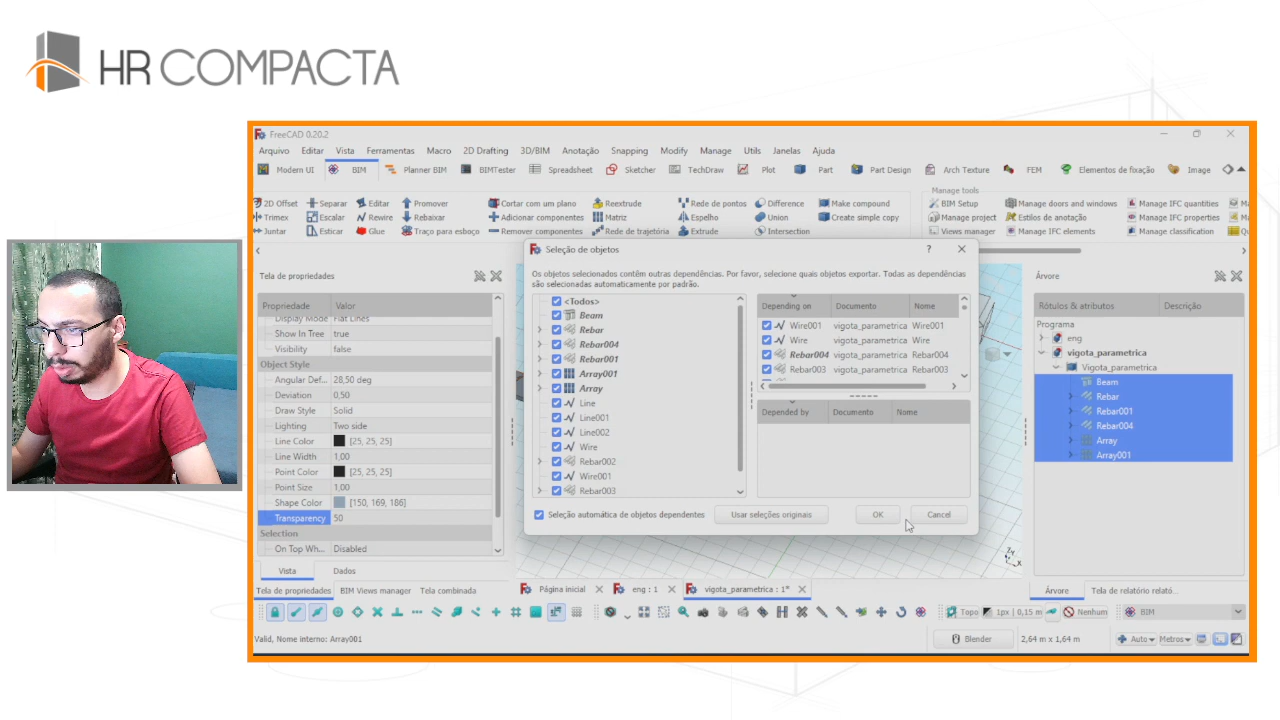 HR COMPACTA
FreeCAD 0.20.2
Arquivo Editar Vista Ferramentas Macro 2D Drafting 3D/BIM Anotação Snapping Modify Manage Utils Janelas Ajuda
Modern UI BIM Planner BIM BIMTester Spreadsheet Sketcher TechDraw Plot Part Part Design Arch Texture FEM Elementos de fixação Image
Manage tools
2D Offset Separar Editar Promover Cortar com um plano Reextrude Rede de pontos Difference Make compound BIM Setup Manage doors and windows Manage IFC quantities
Trimex Escalar Rewire Rebaixar Adicionar componentes Matriz Espelho Union Create simple copy Manage project Estilos de anotação Manage IFC properties
Juntar Esticar Glue Traço para esboço Remover componentes Rede de trajetória Extrude Intersection Views manager Manage IFC elements Manage classification
Tela de propriedades
Propriedade Valor
Display Mode Flat Lines
Show In Tree true
Visibility false
Object Style
Angular Def... 28,50 deg
Deviation 0,50
Draw Style Solid
Lighting Two side
Line Color [25, 25, 25]
Line Width 1,00
Point Color [25, 25, 25]
Point Size 1,00
Shape Color [150, 169, 186]
Transparency 50
Selection
On Top Wh... Disabled
Vista Dados
Tela de propriedades BIM Views manager Tela combinada
Seleção de objetos ?
Os objetos selecionados contêm outras dependências. Por favor, selecione quais objetos exportar. Todas as dependências
são selecionadas automaticamente por padrão.
<Todos>
Beam
Rebar
Rebar004
Rebar001
Array001
Array
Line
Line001
Line002
Wire
Rebar002
Wire001
Rebar003
Depending on Documento Nome
Wire001 vigota_parametrica Wire001
Wire vigota_parametrica Wire
Rebar004 vigota_parametrica Rebar004
Rebar003 vigota_parametrica Rebar003
Depended by Documento Nome
Seleção automática de objetos dependentes Usar seleções originais OK Cancel
Árvore
Rótulos & atributos Descrição
Programa
eng
vigota_parametrica
Vigota_parametrica
Beam
Rebar
Rebar001
Rebar004
Array
Array001
Z
X
Página inicial eng : 1 vigota_parametrica : 1*
Árvore Tela de relatório relató...
Topo 1px | 0,15 m Nenhum BIM
Valid, Nome interno: Array001
Blender 2,64 m x 1,64 m Auto Metros